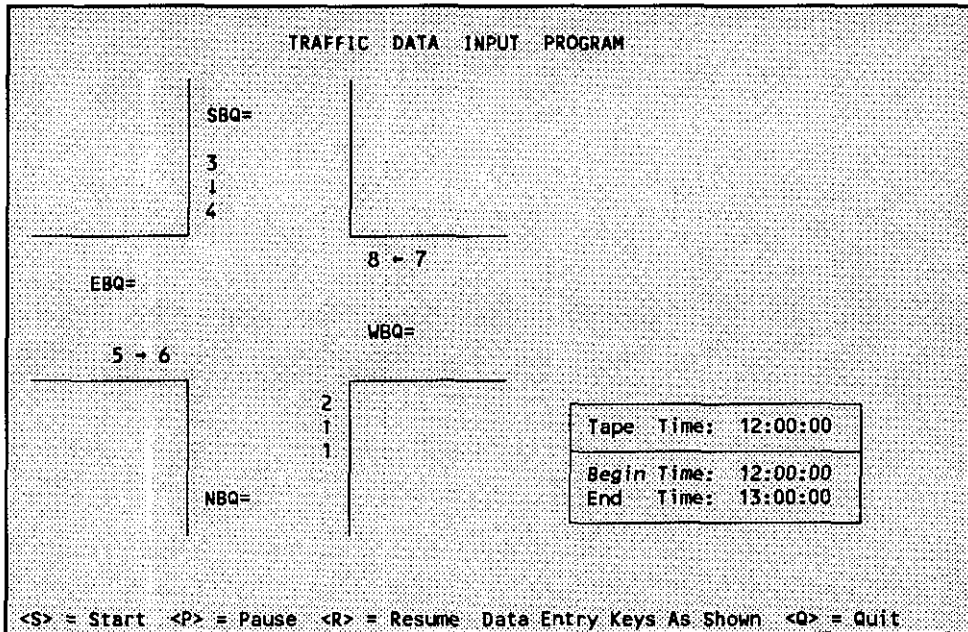 TRAFFIC DATA INPUT PROGRAM
SBQ=
3
↓
4
8 ← 7
EBQ=
WBQ=
5 → 6
2
↑
1
Tape Time: 12:00:00
Begin Time: 12:00:00
End Time: 13:00:00
NBQ=
<S> = Start <P> = Pause <R> = Resume Data Entry Keys As Shown <Q> = Quit